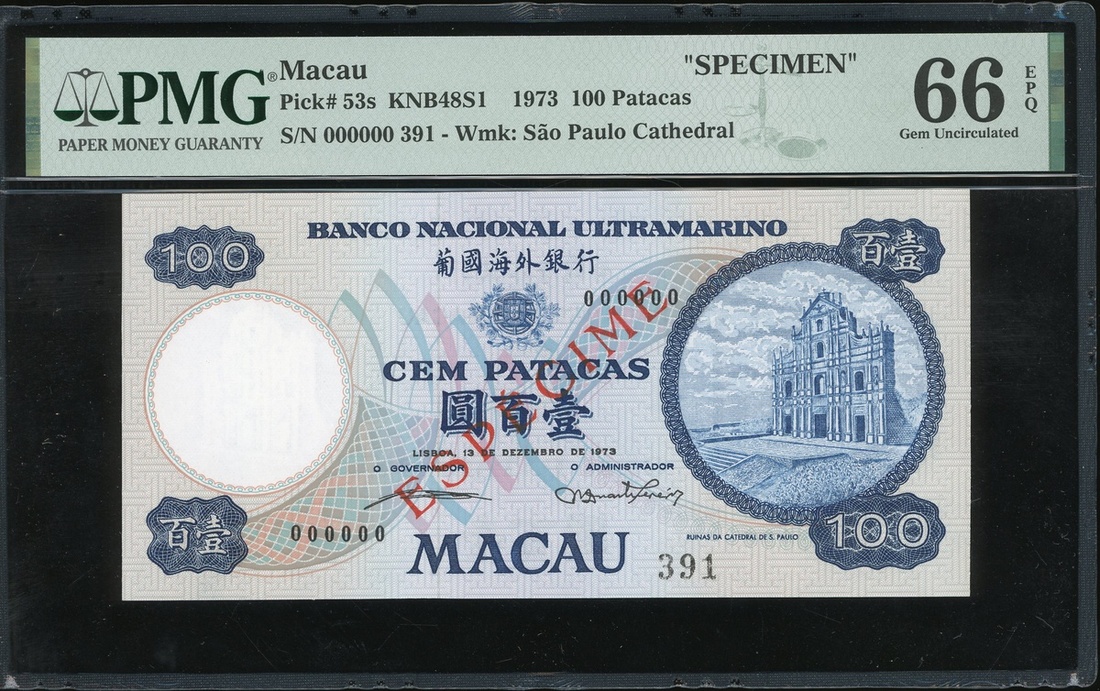 PMG®
PAPER MONEY GUARANTY
Macau
"SPECIMEN"
Pick# 53s KNB48S1 1973 100 Patacas
S/N 000000 391 - Wmk: São Paulo Cathedral
66
EPQ
Gem Uncirculated
BANCO NACIONAL ULTRAMARINO
100
百壹
葡國海外銀行
000000
ESPECIME
CEM PATACAS
圓百壹
LISBOA, 13 DE DEZEMBRO DE 1973
O GOVERNADOR
O ADMINISTRADOR
百壹
000000
MACAU
391
RUINAS DA CATEDRAL DE S. PAULO
100